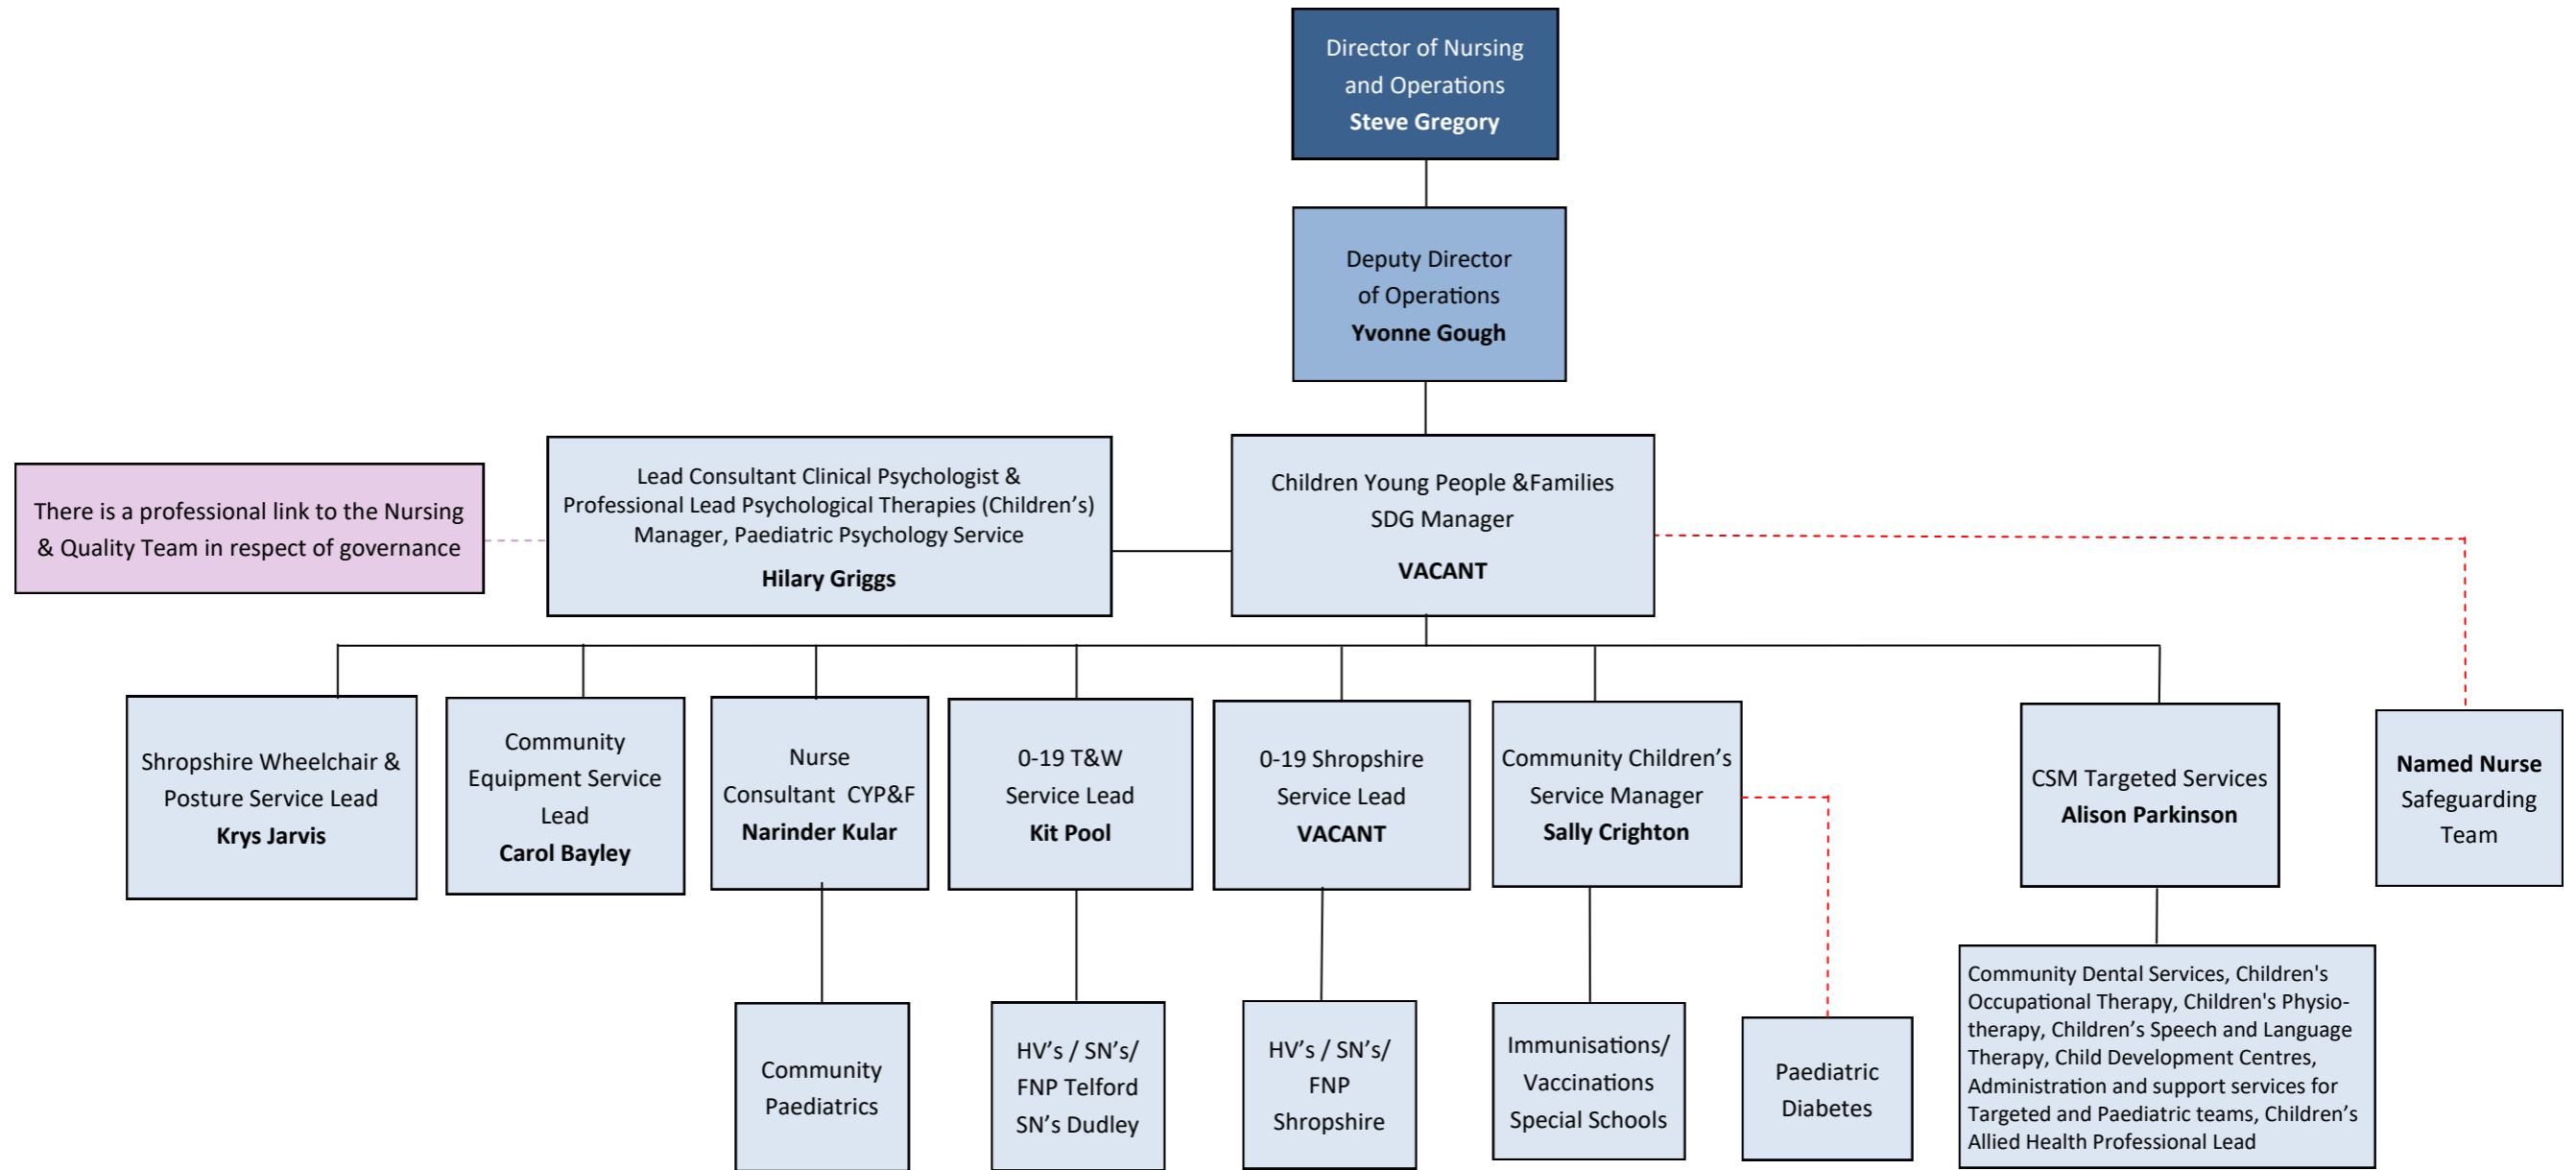 Director of Nursing
and Operations
Steve Gregory
Deputy Director
of Operations
Yvonne Gough
There is a professional link to the Nursing
& Quality Team in respect of governance
Lead Consultant Clinical Psychologist &
Professional Lead Psychological Therapies (Children’s)
Manager, Paediatric Psychology Service
Hilary Griggs
Children Young People &Families
SDG Manager
VACANT
Shropshire Wheelchair &
Posture Service Lead
Krys Jarvis
Community
Equipment Service
Lead
Carol Bayley
Nurse
Consultant  CYP&F
Narinder Kular
0-19 T&W
Service Lead
Kit Pool
0-19 Shropshire
Service Lead
VACANT
Community Children’s
Service Manager
Sally Crighton
CSM Targeted Services
Alison Parkinson
Named Nurse
Safeguarding
Team
Community
Paediatrics
HV’s / SN’s/
FNP Telford
SN’s Dudley
HV’s / SN’s/
FNP
Shropshire
Immunisations/
Vaccinations
Special Schools
Paediatric
Diabetes
Community Dental Services, Children's
Occupational Therapy, Children's Physio-
therapy, Children’s Speech and Language
Therapy, Child Development Centres,
Administration and support services for
Targeted and Paediatric teams, Children’s
Allied Health Professional Lead